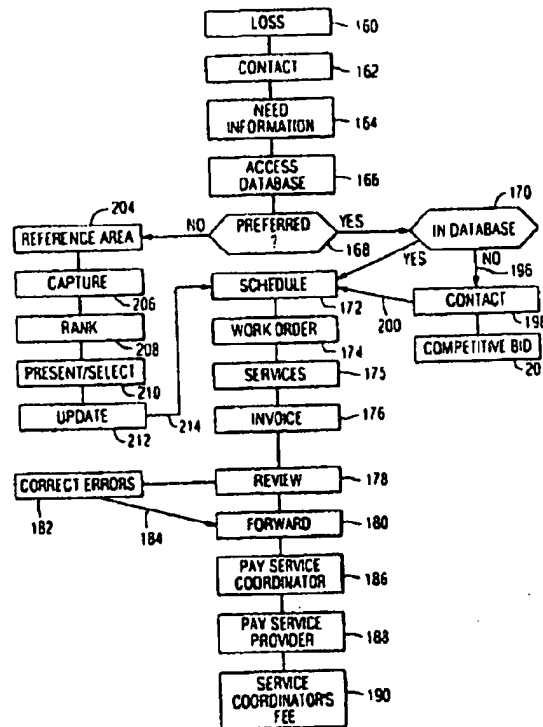 LOSS 160
CONTACT 162
NEED
INFORMATION 164
ACCESS
DATABASE 166
204 NO PREFERRED
? YES 168 170
REFERENCE AREA IN DATABASE
YES NO 196
CAPTURE 206 SCHEDULE 172 200 CONTACT 198
RANK 208 WORK ORDER 174 COMPETITIVE BID 20
PRESENT/SELECT 210 SERVICES 175
UPDATE 212 214 INVOICE 176
CORRECT ERRORS 182 REVIEW 178
184 FORWARD 180
PAY SERVICE
COORDINATOR 186
PAY SERVICE
PROVIDER 188
SERVICE
COORDINATOR'S
FEE 190